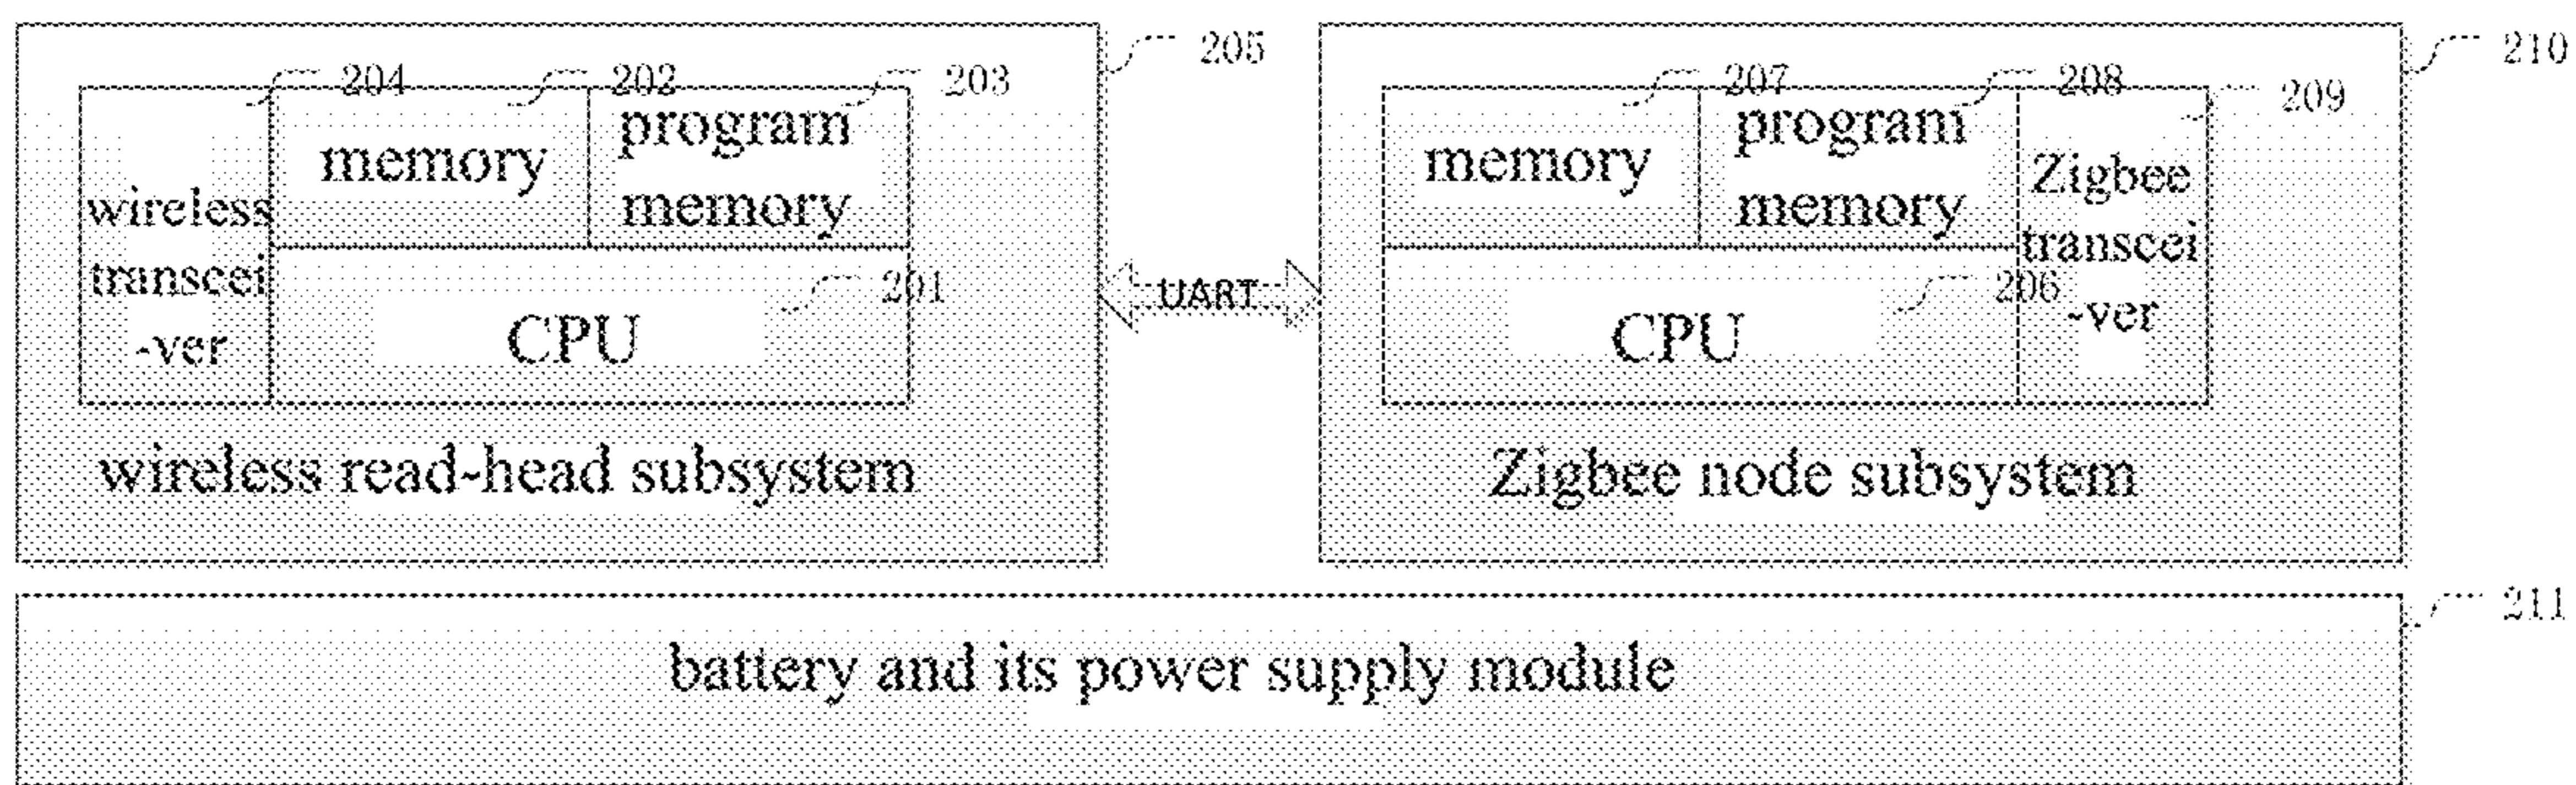 205
210
204
202
203
207
208
209
wireless
transcei
-ver
memory
program
memory
201
CPU
wireless read-head subsystem
UART
memory
program
memory
Zigbee
transcei
-ver
206
CPU
Zigbee node subsystem
211
battery and its power supply module